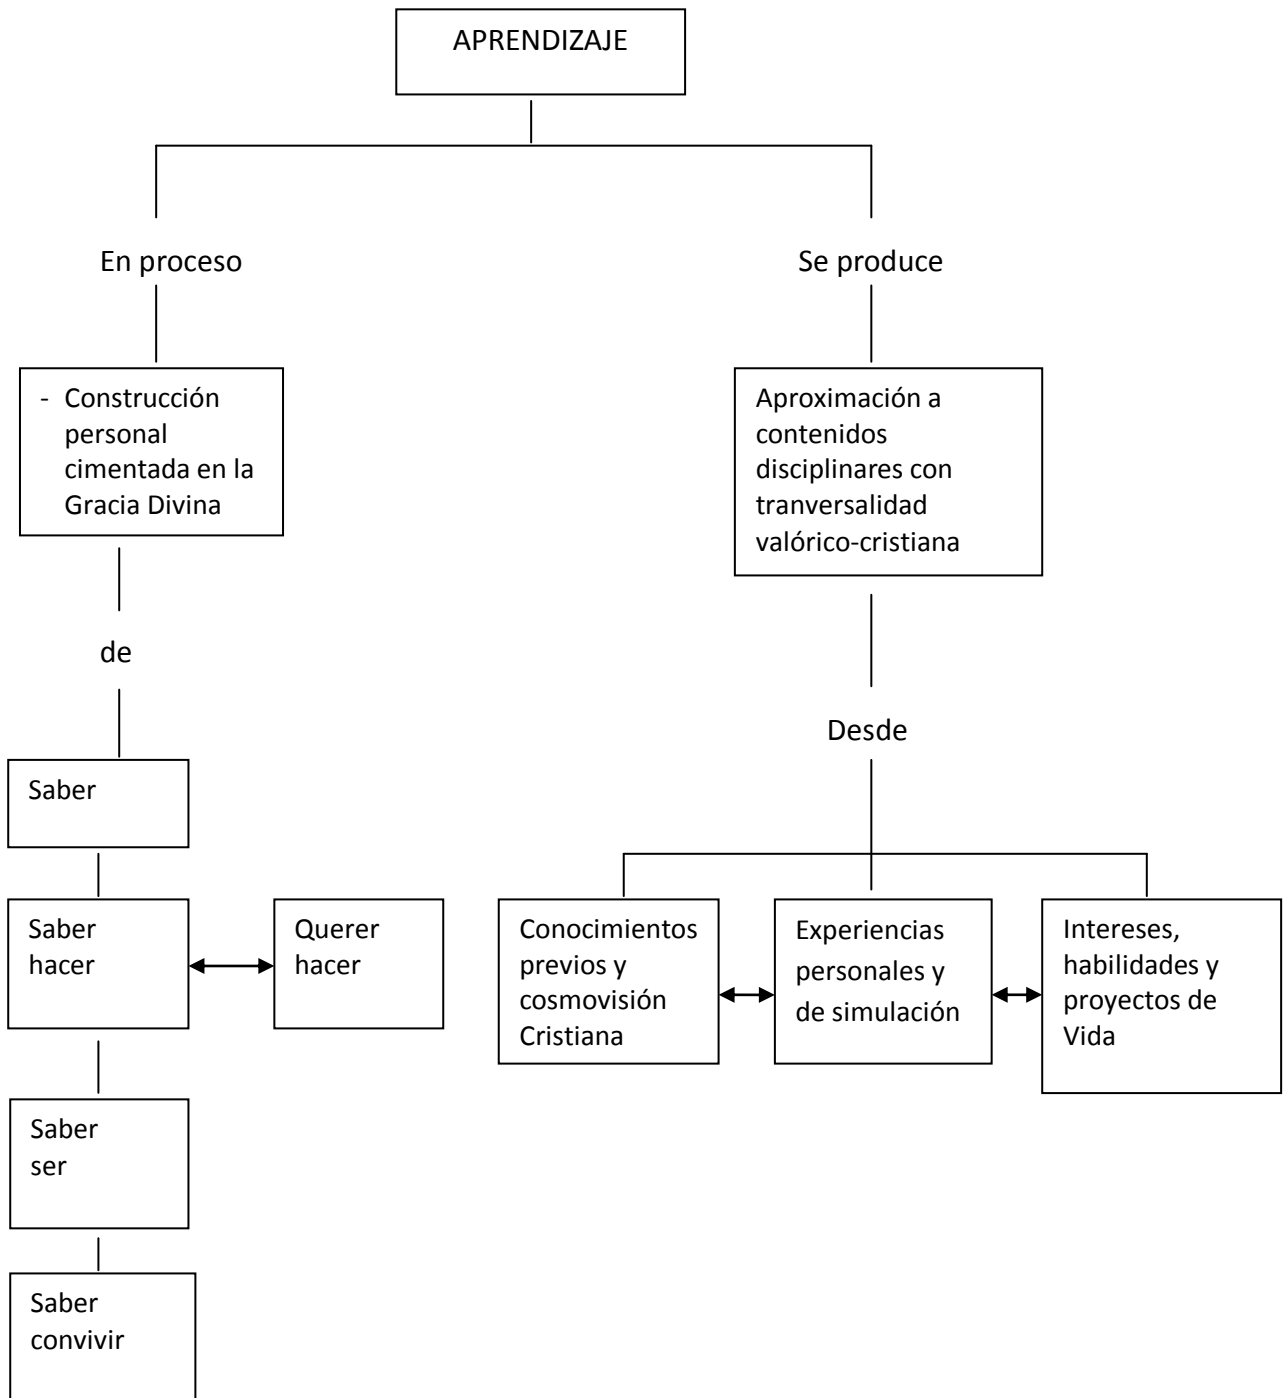 APRENDIZAJE
En proceso
Se produce
- Construcción
personal
cimentada en la
Gracia Divina
Aproximación a
contenidos
disciplinares con
tranversalidad
valórico-cristiana
de
Desde
Saber
Saber
hacer
Querer
hacer
Conocimientos
previos y
cosmovisión
Cristiana
Experiencias
personales y
de simulación
Intereses,
habilidades y
proyectos de
Vida
Saber
ser
Saber
convivir